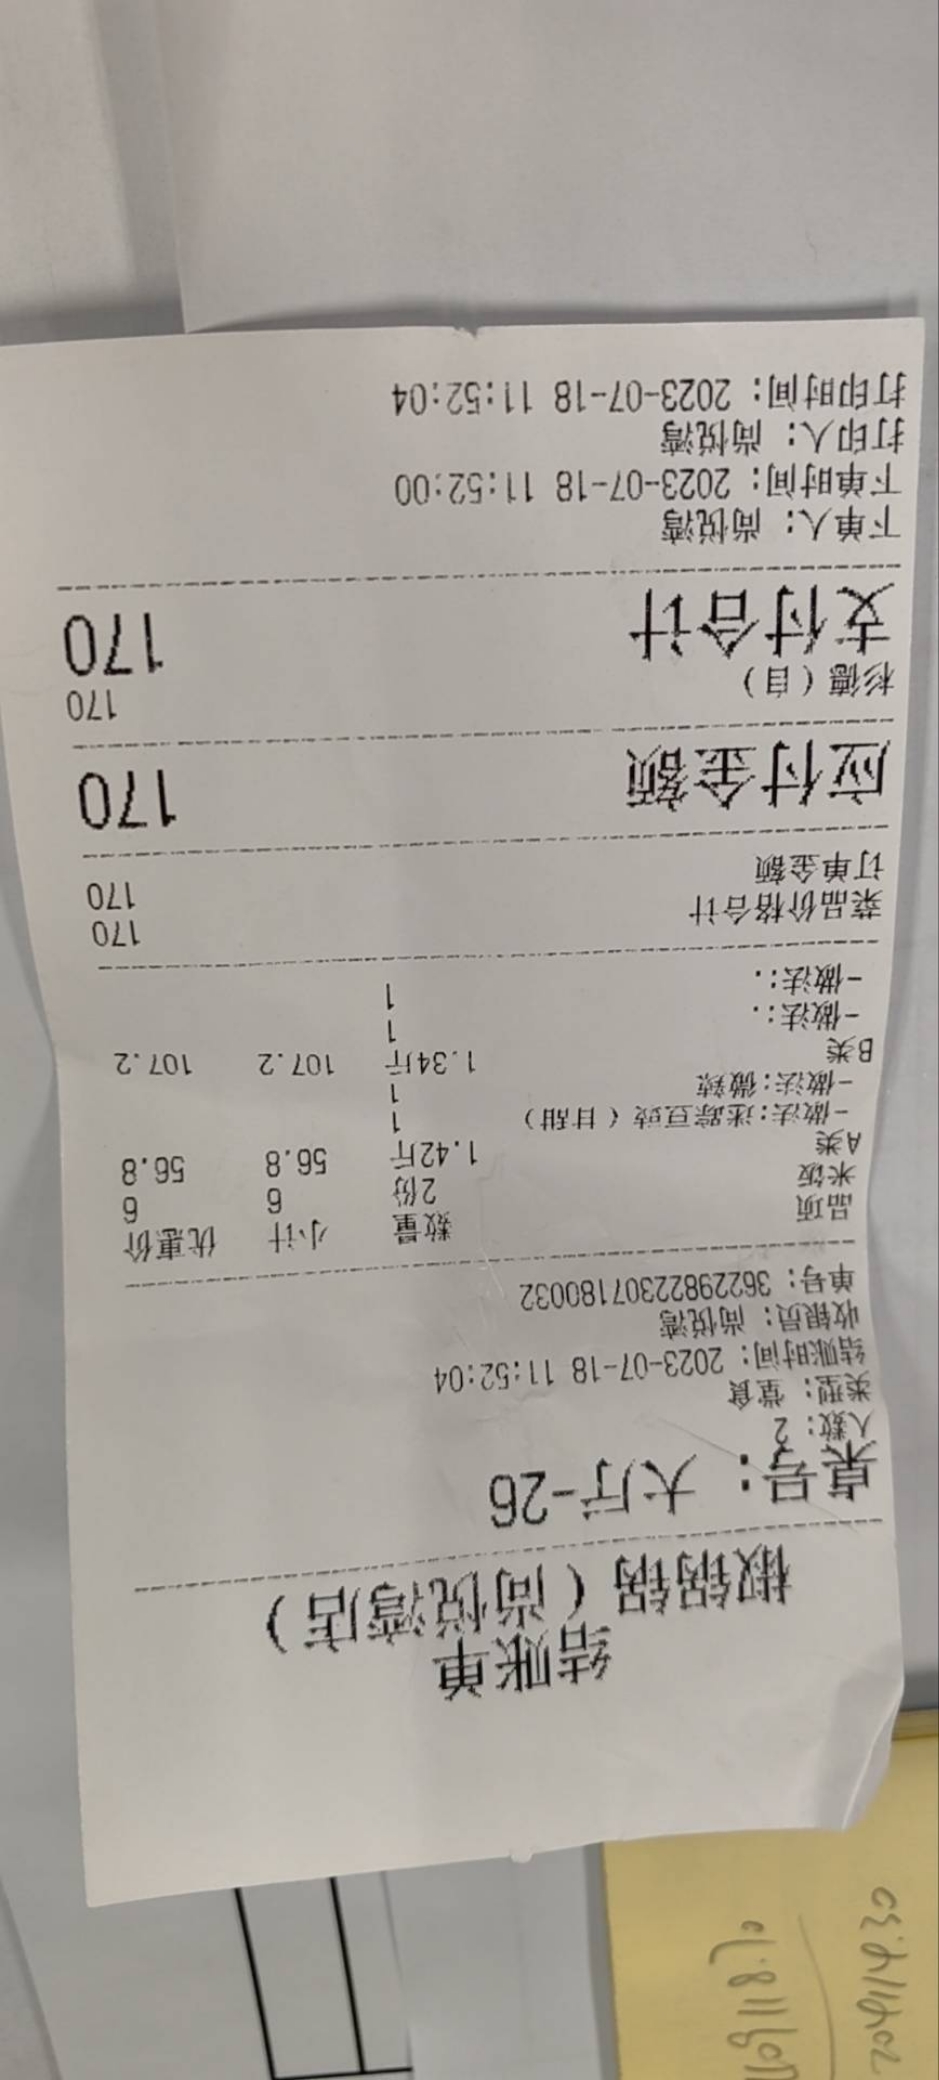 结账单
椒锅锅（尚悦湾店）
桌号：大厅-26
人数：2
类型：堂食
结账时间：2023-07-18 11:52:04
收银员：尚悦湾
单号：3622982230718003​2
品项 数量 小计 优惠价
米饭 2份 6 6
A类 1.42斤 56.8 56.8
-做法:迷踪豆豉（甘甜） 1
-做法:微辣 1
B类 1.34斤 107.2 107.2
-做法:. 1
-做法:. 1
菜品价格合计 170
订单金额 170
应付金额 170
杉德（自） 170
支付合计 170
下单人：尚悦湾
下单时间：2023-07-18 11:52:00
打印人：尚悦湾
打印时间：2023-07-18 11:52:04